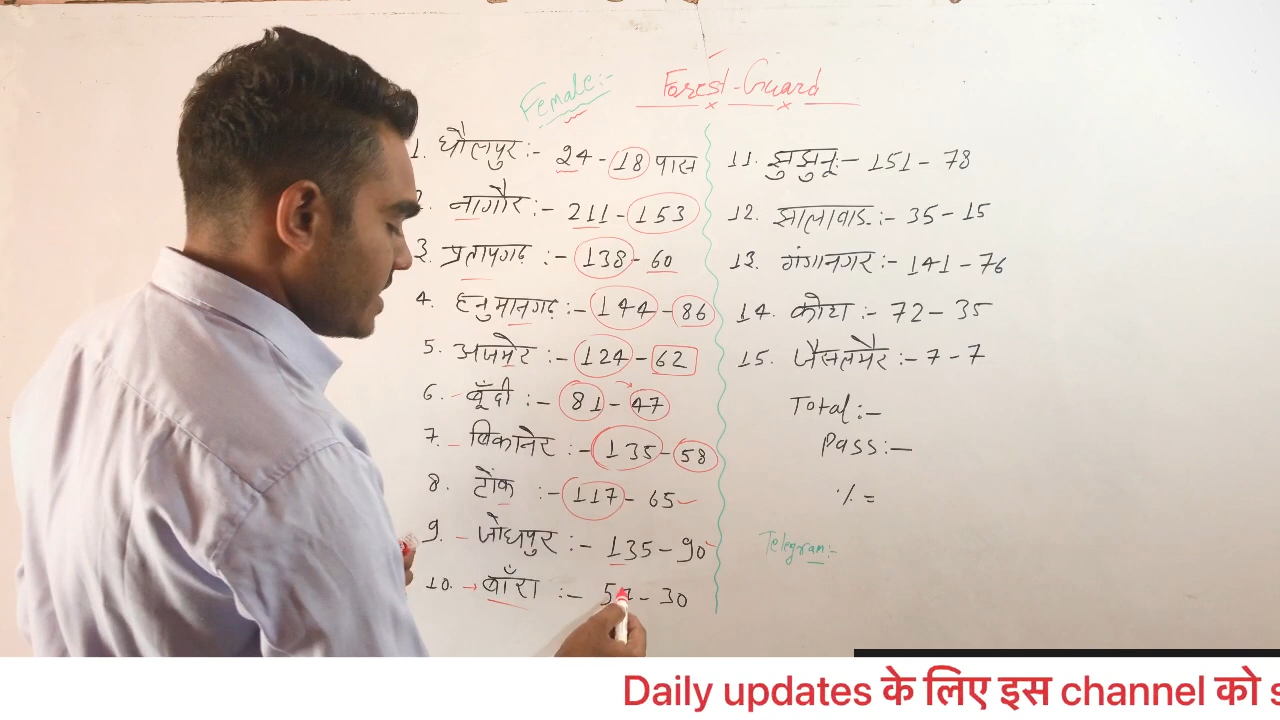 Female:- Forest-Guard
1. धौलपुर:- 24-18 पास
2. नागौर:- 211-153
3. प्रतापगढ़ :- 138-60
4. हनुमानगढ़:- 144-86
5. अजमेर :- 124-62
6. बूँदी :- 81-47
7. बिकानेर :- 135-58
8. टोंक :- 117-65
9. जोधपुर :- 135-90
10. → बाँरा :- -30
11. झुझुनू:- 151-78
12. झालावाड़ :- 35-15
13. गंगानगर:- 141-76
14. कोटा :- 72-35
15. जैसलमेर:- 7-7
Total:-
Pass:-
% =
Telegram:-
Daily updates के लिए इस channel को s